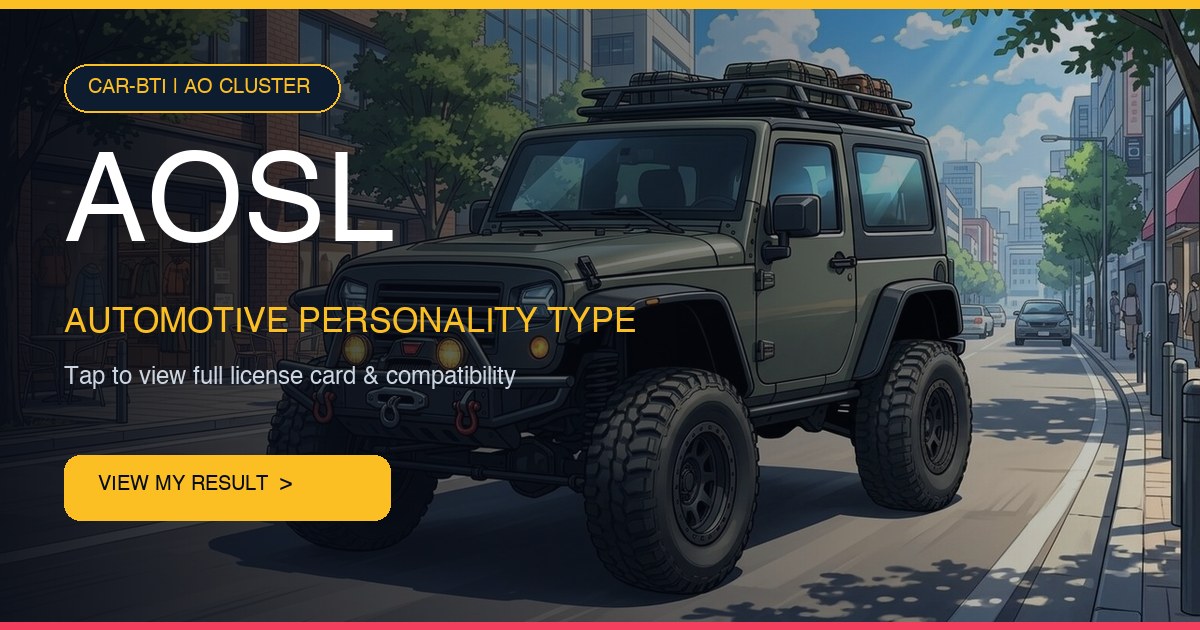 CAR-BTI | AO CLUSTER
AOSL
AUTOMOTIVE PERSONALITY TYPE
Tap to view full license card & compatibility
VIEW MY RESULT >